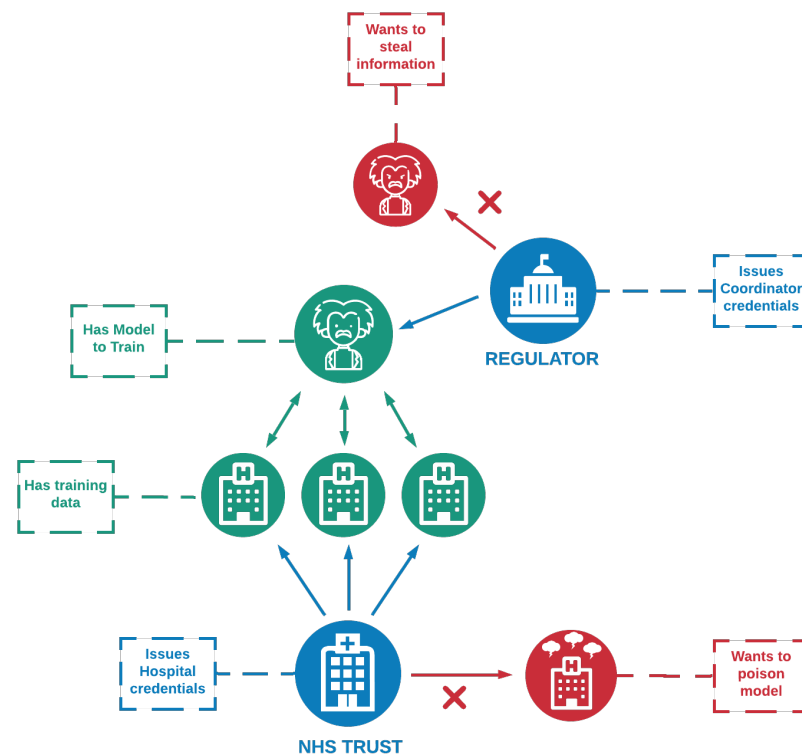 Wants to
steal
information
Issues
Coordinator
credentials
REGULATOR
Has Model
to Train
H
H
H
Has training
data
Issues
Hospital
credentials
H
Wants to
poison
model
NHS TRUST